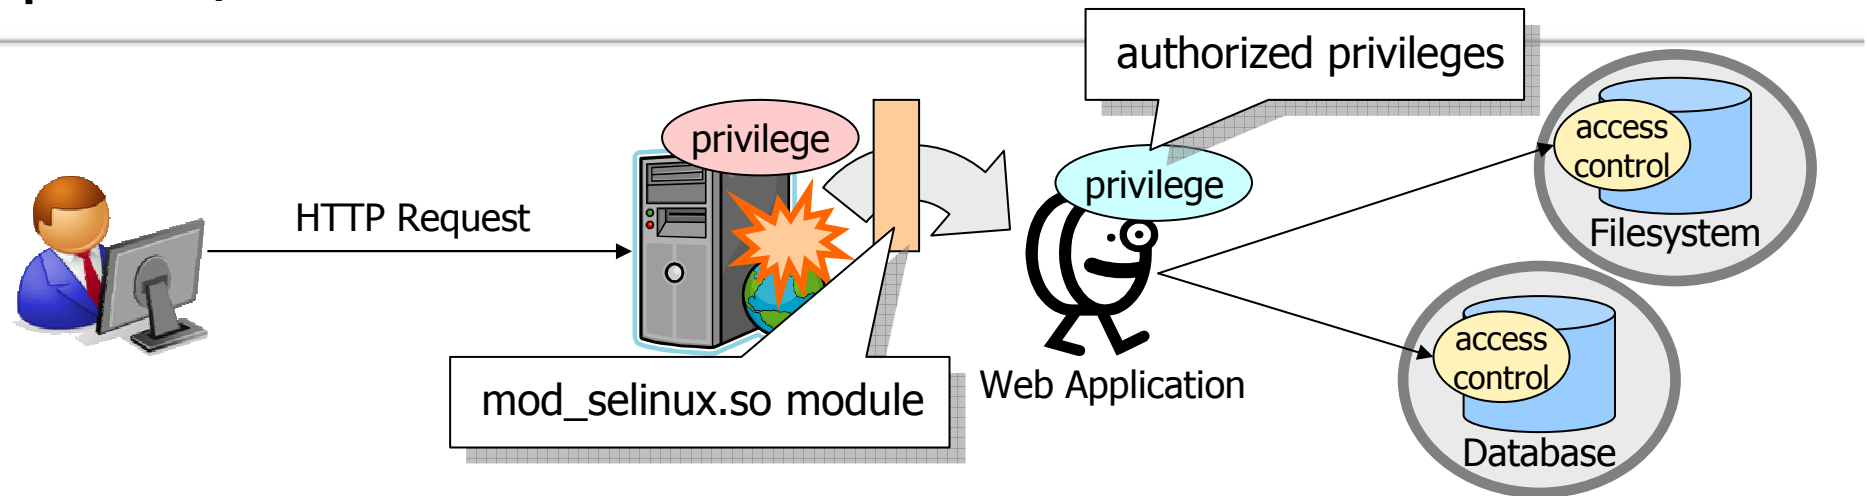 authorized privileges
privilege
HTTP Request
mod_selinux.so module
privilege
Web Application
access
control
Filesystem
access
control
Database